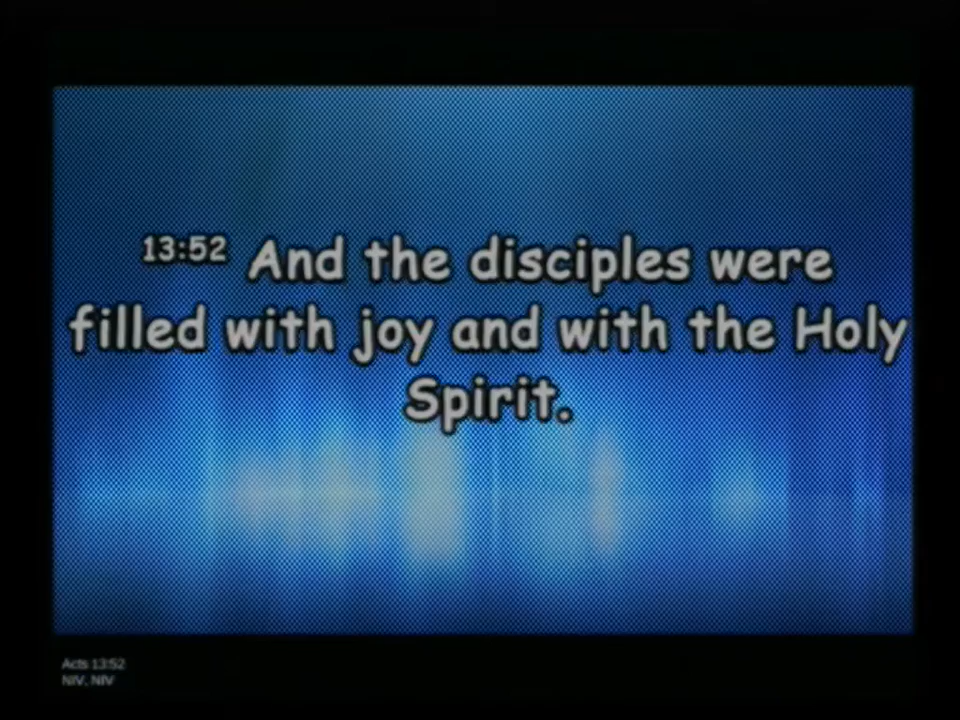 13:52 And the disciples were
filled with joy and with the Holy
Spirit.
Acts 13:52
NIV, NIV